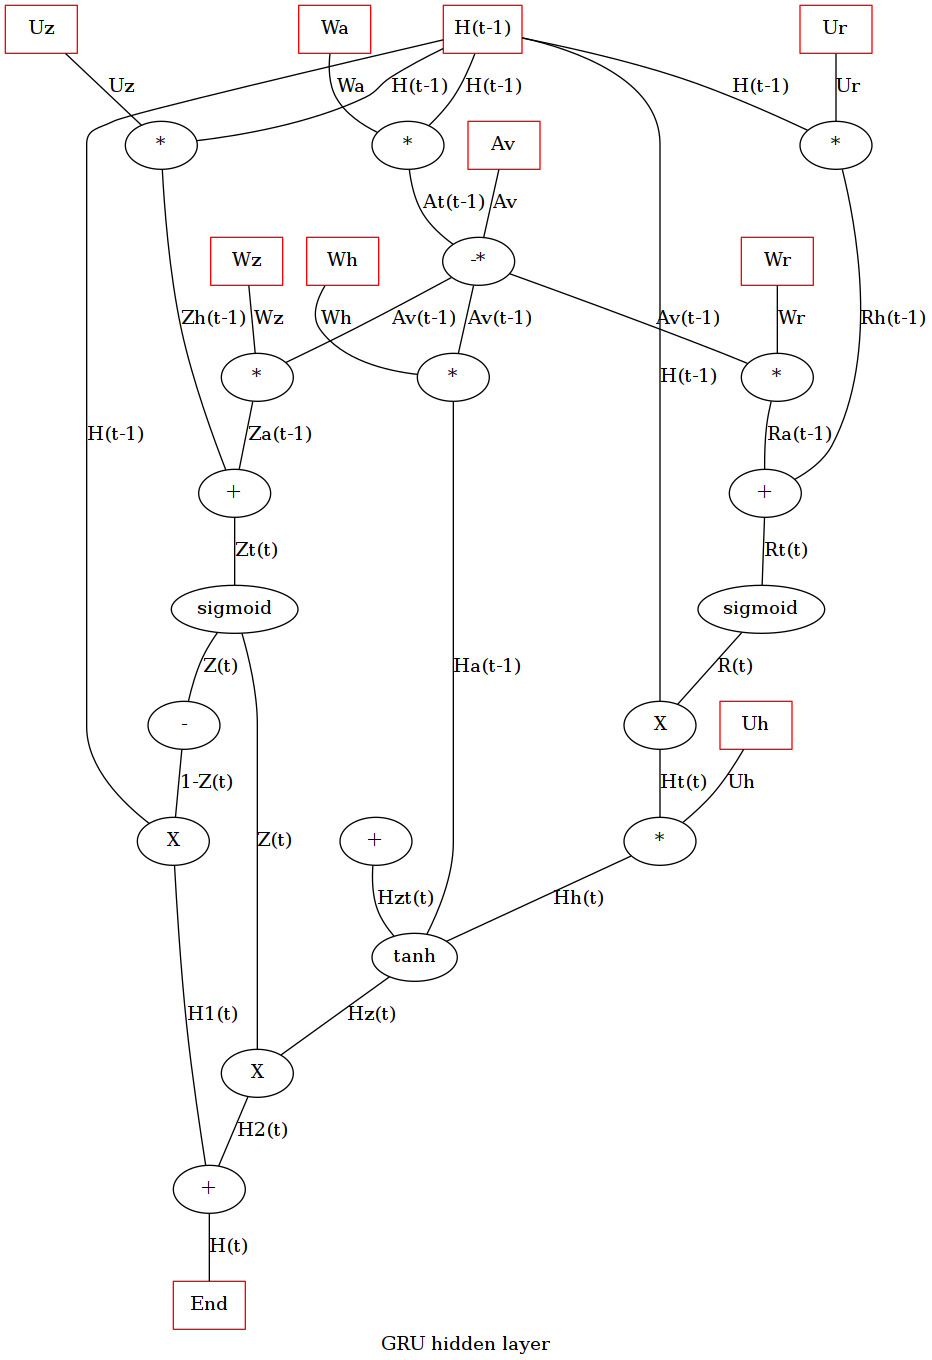 Uz
Wa
H(t-1)
Ur
Uz
Wa
H(t-1)
H(t-1)
H(t-1)
Ur
*
*
Av
*
At(t-1)
Av
Wz
Wh
-*
Wr
Zh(t-1)
Wz
Wh
Av(t-1)
Av(t-1)
Av(t-1)
Wr
Rh(t-1)
*
*
H(t-1)
*
H(t-1)
Za(t-1)
Ra(t-1)
+
+
Zt(t)
Rt(t)
sigmoid
sigmoid
Z(t)
Ha(t-1)
R(t)
-
X
Uh
1-Z(t)
Ht(t)
Uh
X
Z(t)
+
*
Hzt(t)
Hh(t)
tanh
H1(t)
Hz(t)
X
H2(t)
+
H(t)
End
GRU hidden layer